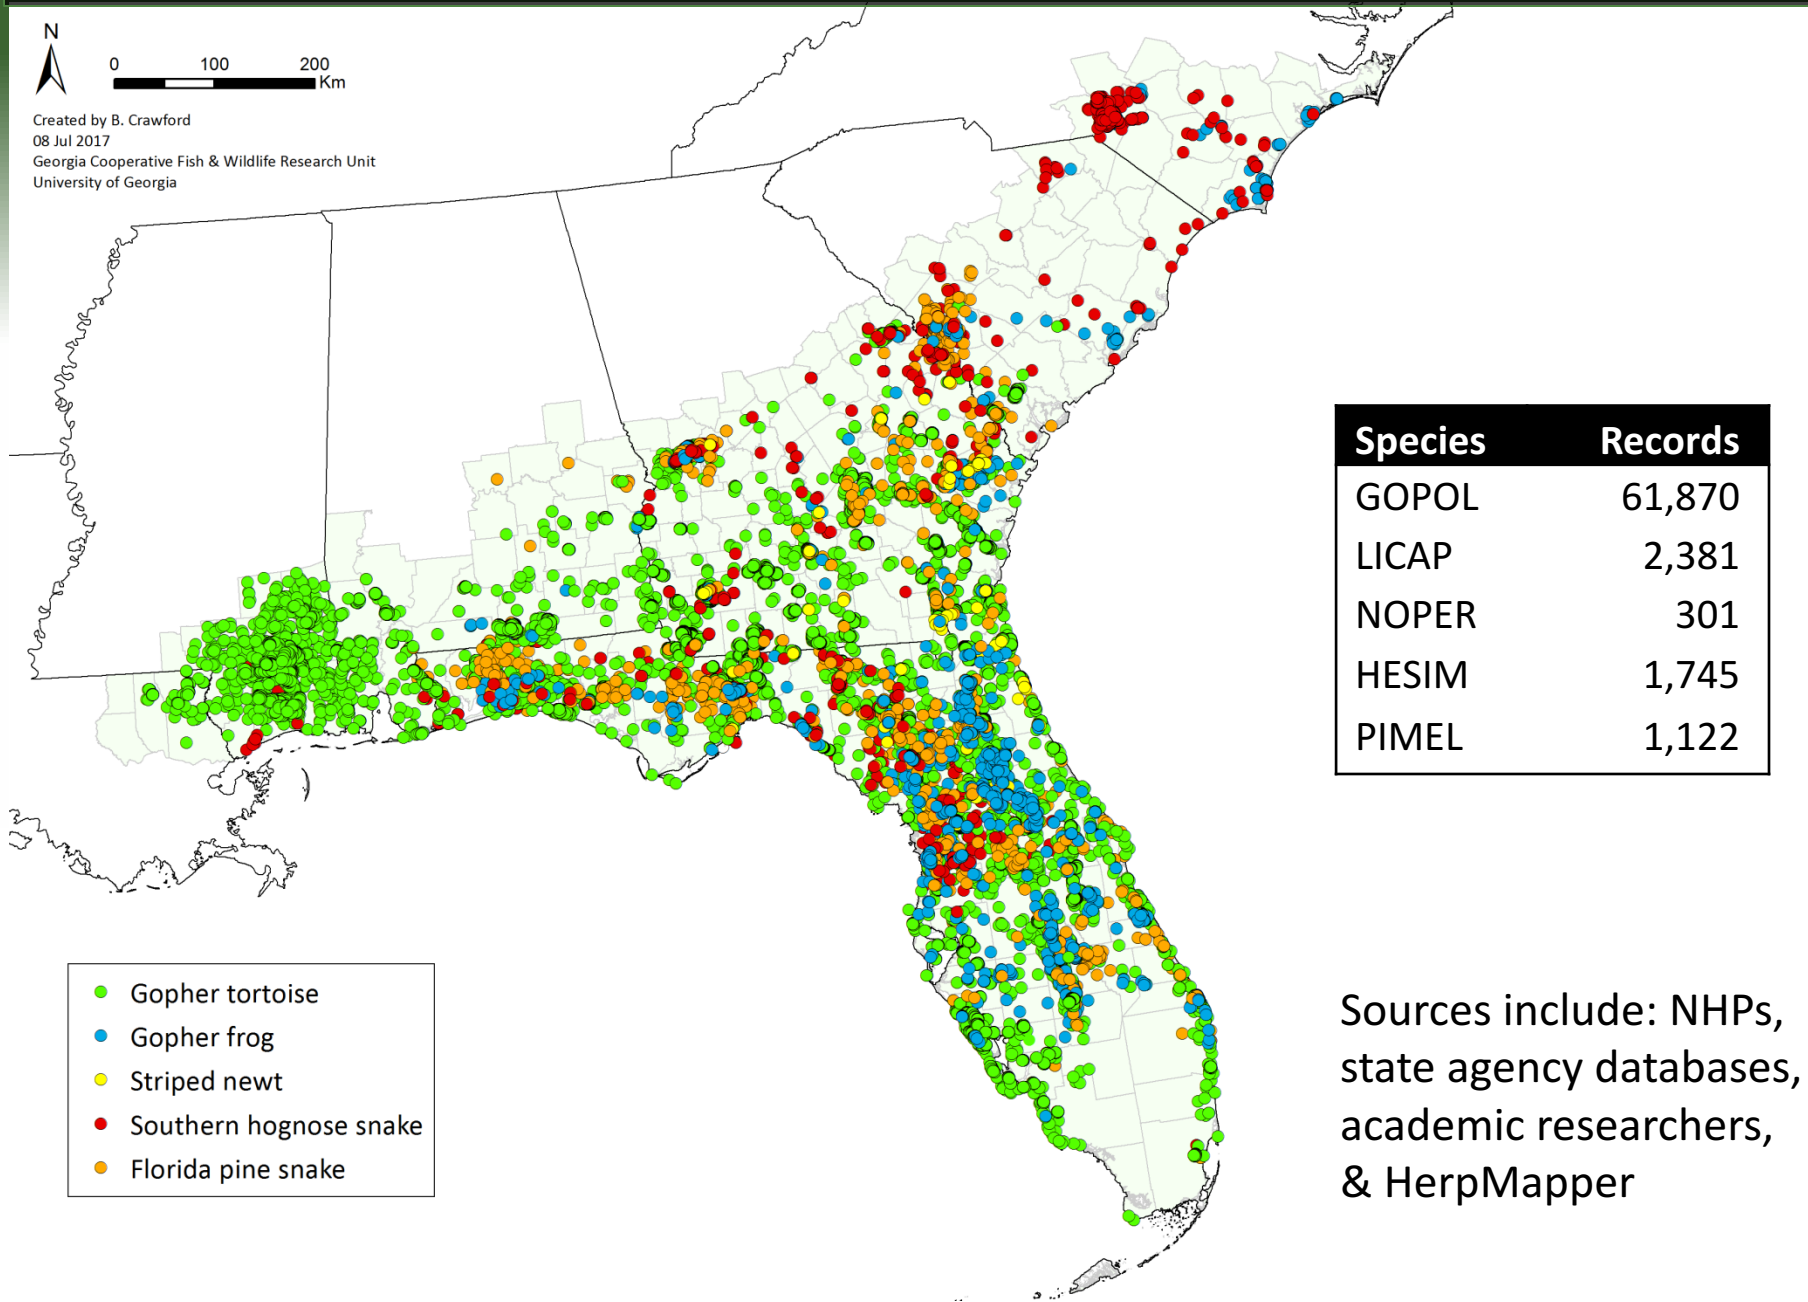 N
0 100 200
Km
Created by B. Crawford
08 Jul 2017
Georgia Cooperative Fish & Wildlife Research Unit
University of Georgia
Species Records
GOPOL 61,870
LICAP 2,381
NOPER 301
HESIM 1,745
PIMEL 1,122
Gopher tortoise
Gopher frog
Striped newt
Southern hognose snake
Florida pine snake
Sources include: NHPs,
state agency databases,
academic researchers,
& HerpMapper